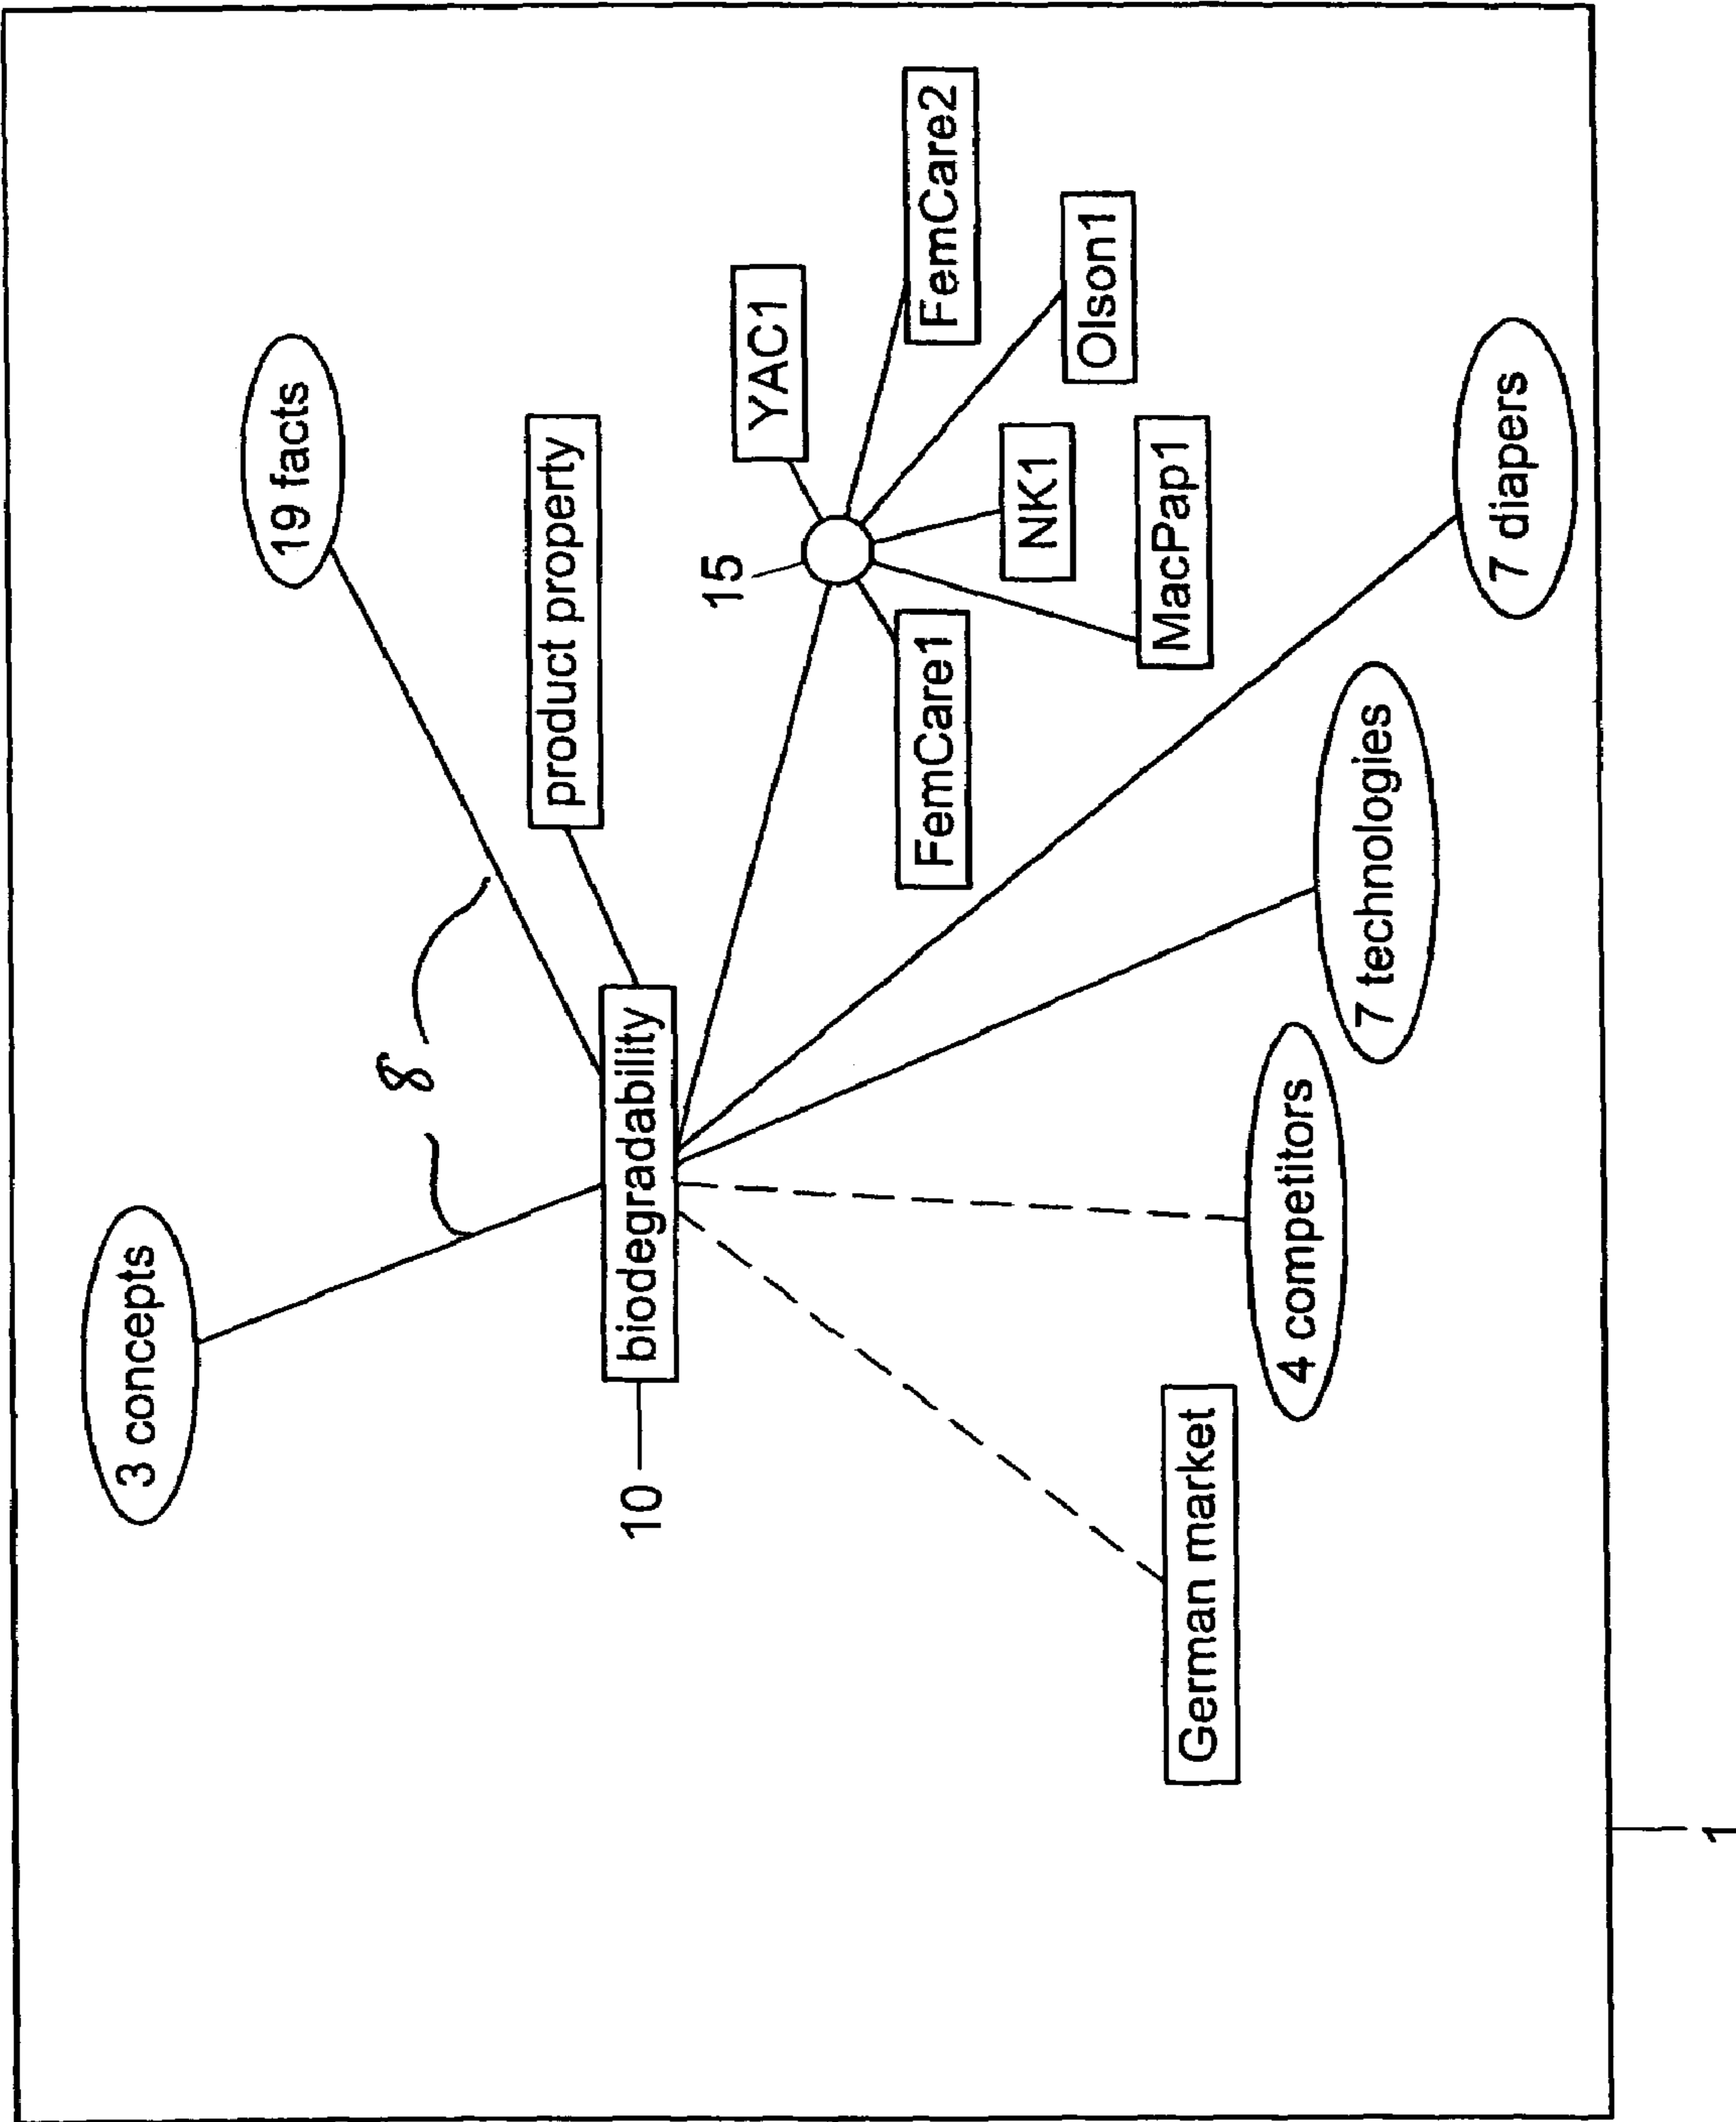 3 concepts
19 facts
8
product property
10
biodegradability
15
YAC1
FemCare2
FemCare1
NK1
Olson1
MacPap1
German market
4 competitors
7 technologies
7 diapers
1